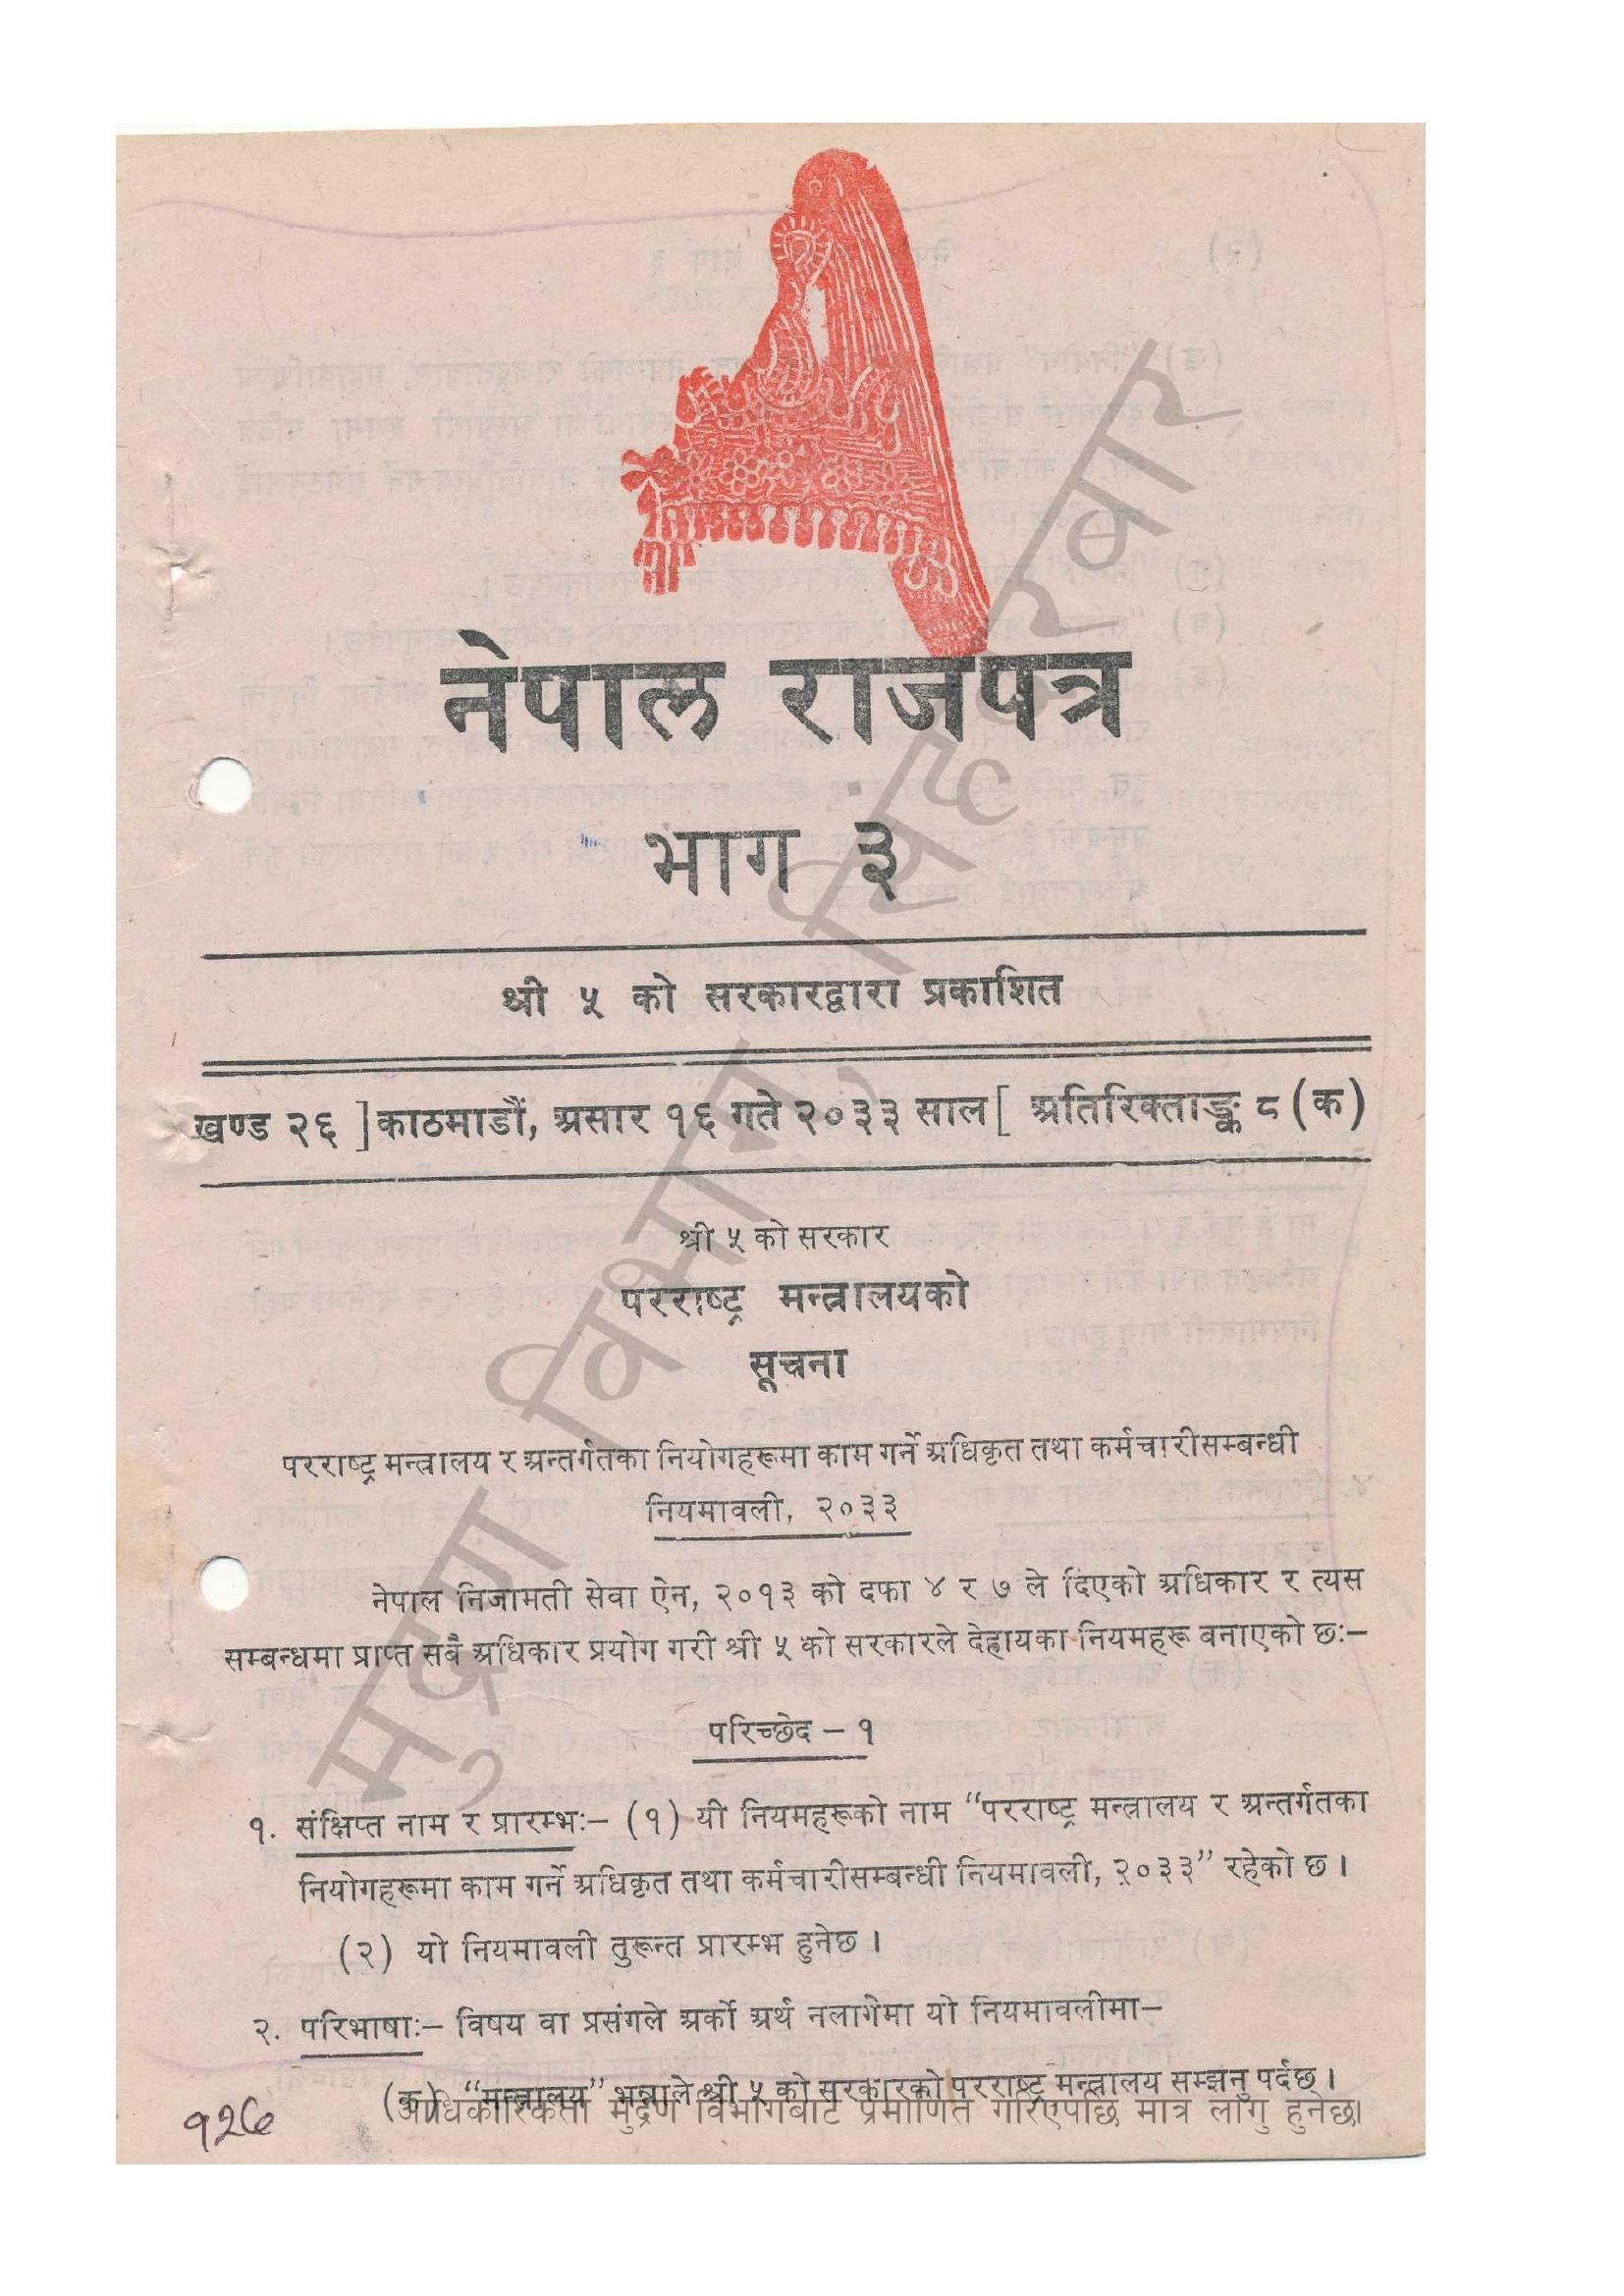 नेपाल राजपत्र
भाग ३
श्री ५ को सरकारद्वारा प्रकाशित
खण्ड २६ ] काठमाडौं, असार १६ गते २०३३ साल [ अतिरिक्ताङ्क ८ (क)
श्री ५ को सरकार
परराष्ट्र मन्त्रालयको
सूचना
परराष्ट्र मन्त्रालय र अन्तर्गतका नियोगहरूमा काम गर्ने अधिकृत तथा कर्मचारीसम्बन्धी
नियमावली, २०३३
नेपाल निजामती सेवा ऐन, २०१३ को दफा ४ र ७ ले दिएको अधिकार र त्यस
सम्बन्धमा प्राप्त सबै अधिकार प्रयोग गरी श्री ५ को सरकारले देहायका नियमहरू बनाएको छः–
परिच्छेद – १
१. संक्षिप्त नाम र प्रारम्भः– (१) यी नियमहरूको नाम “परराष्ट्र मन्त्रालय र अन्तर्गतका
नियोगहरूमा काम गर्ने अधिकृत तथा कर्मचारीसम्बन्धी नियमावली, २०३३” रहेको छ ।
(२) यो नियमावली तुरून्त प्रारम्भ हुनेछ ।
२. परिभाषाः– विषय वा प्रसंगले अर्को अर्थ नलागेमा यो नियमावलीमा–
(क) “मन्त्रालय” भन्नाले श्री ५ को सरकारको परराष्ट्र मन्त्रालय सम्झनु पर्दछ ।
आधिकारिकता मुद्रण विभागबाट प्रमाणित गरिएपछि मात्र लागु हुनेछ।
मुद्रण विभाग, सिंहदरवार